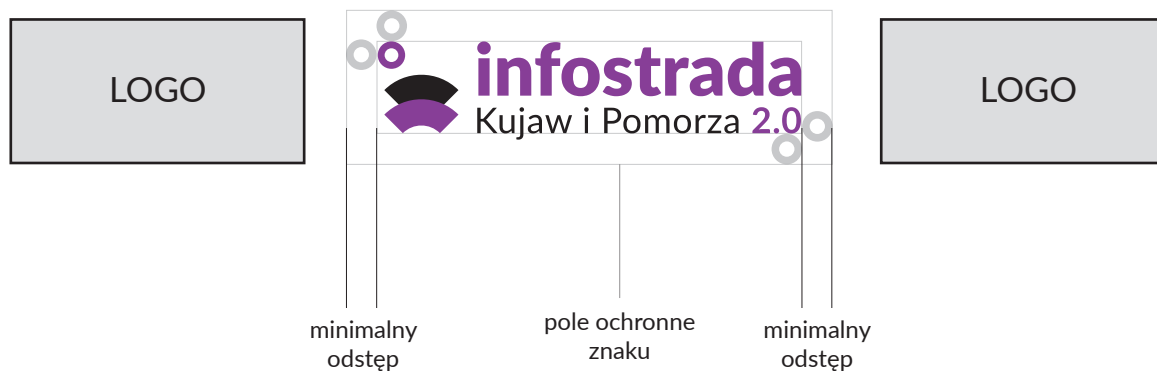 LOGO
infostrada
Kujaw i Pomorza 2.0
LOGO
minimalny
odstęp
pole ochronne
znaku
minimalny
odstęp